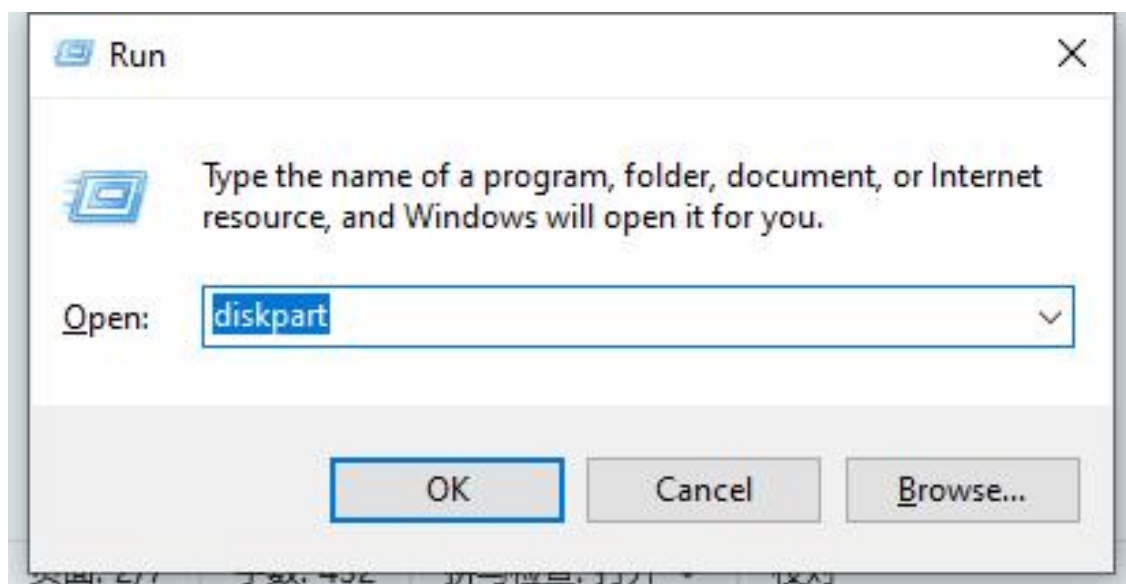 Run
Type the name of a program, folder, document, or Internet
resource, and Windows will open it for you.
Open:
diskpart
OK
Cancel
Browse...